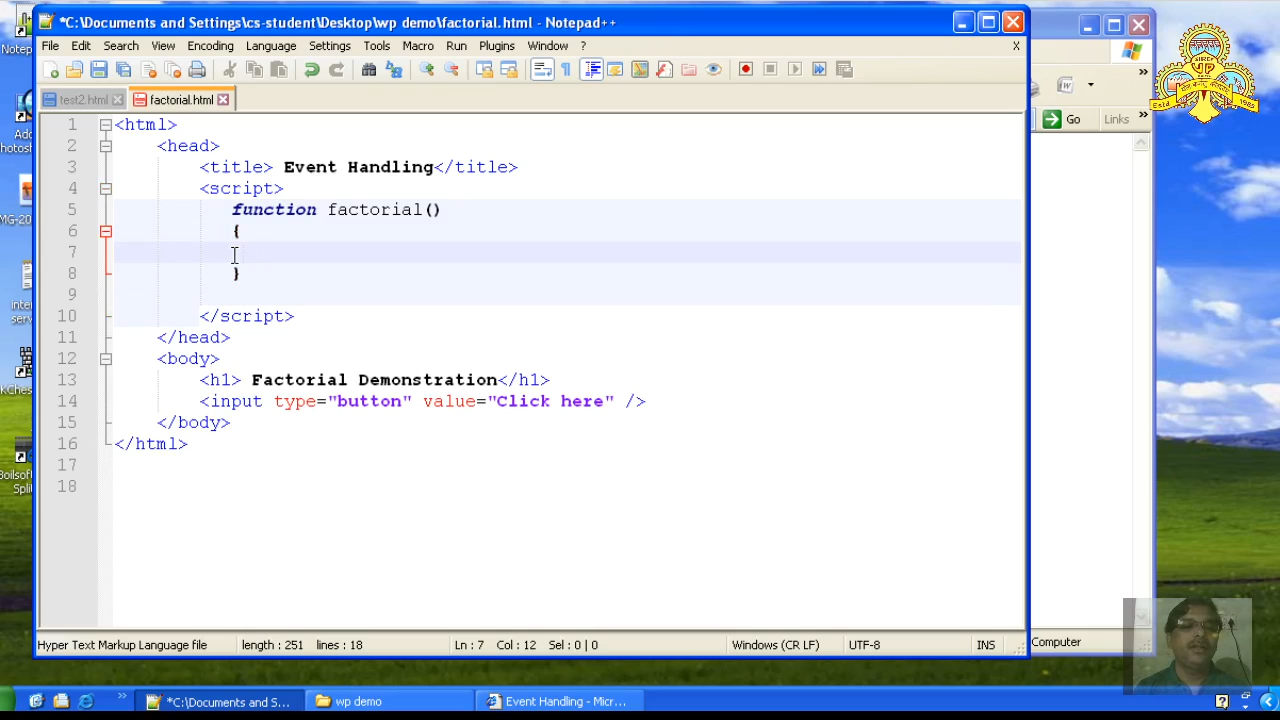 *C:\Documents and Settings\cs-student\Desktop\wp demo\factorial.html - Notepad++
File Edit Search View Encoding Language Settings Tools Macro Run Plugins Window ? X
test2.html factorial.html
1 <html>
2 <head>
3 <title> Event Handling</title>
4 <script>
5 function factorial()
6 {
7
8 }
9
10 </script>
11 </head>
12 <body>
13 <h1> Factorial Demonstration</h1>
14 <input type="button" value="Click here" />
15 </body>
16 </html>
17
18
Hyper Text Markup Language file length : 251 lines : 18 Ln : 7 Col : 12 Sel : 0 | 0 Windows (CR LF) UTF-8 INS
Go Links
Computer
*C:\Documents and S... wp demo Event Handling - Micr...
VP
Estd 1983